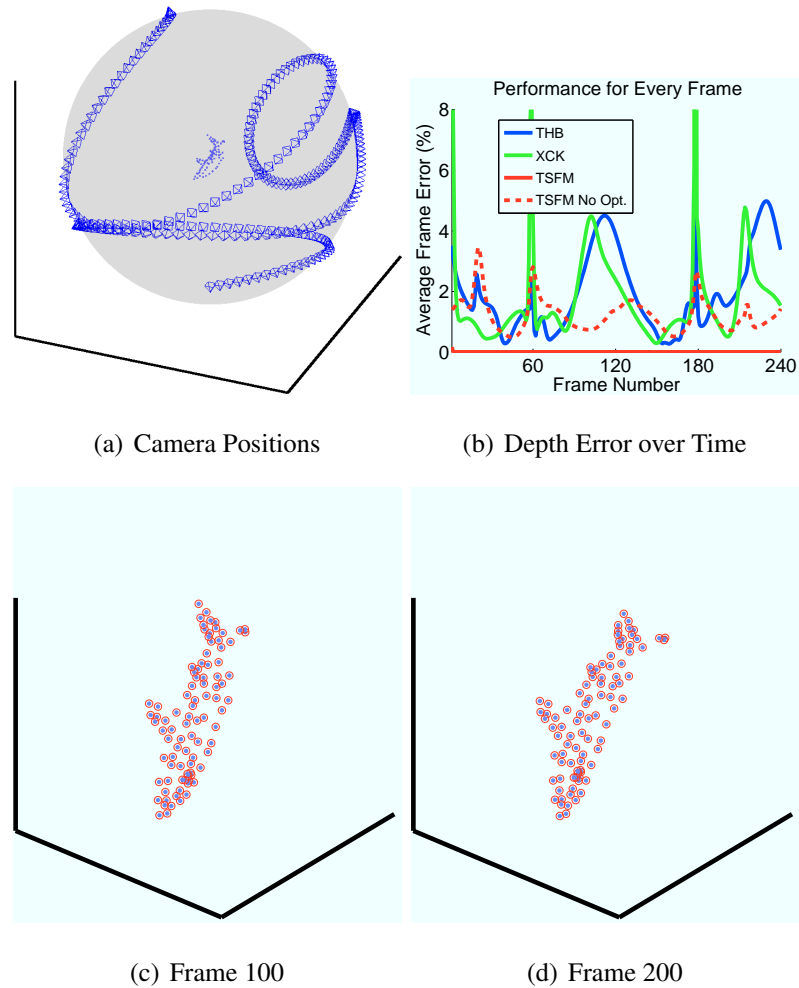 Performance for Every Frame
Average Frame Error (%)
8
6
4
2
0
THB
XCK
TSFM
TSFM No Opt.
60
120
180
240
Frame Number
(a) Camera Positions
(b) Depth Error over Time
(c) Frame 100
(d) Frame 200